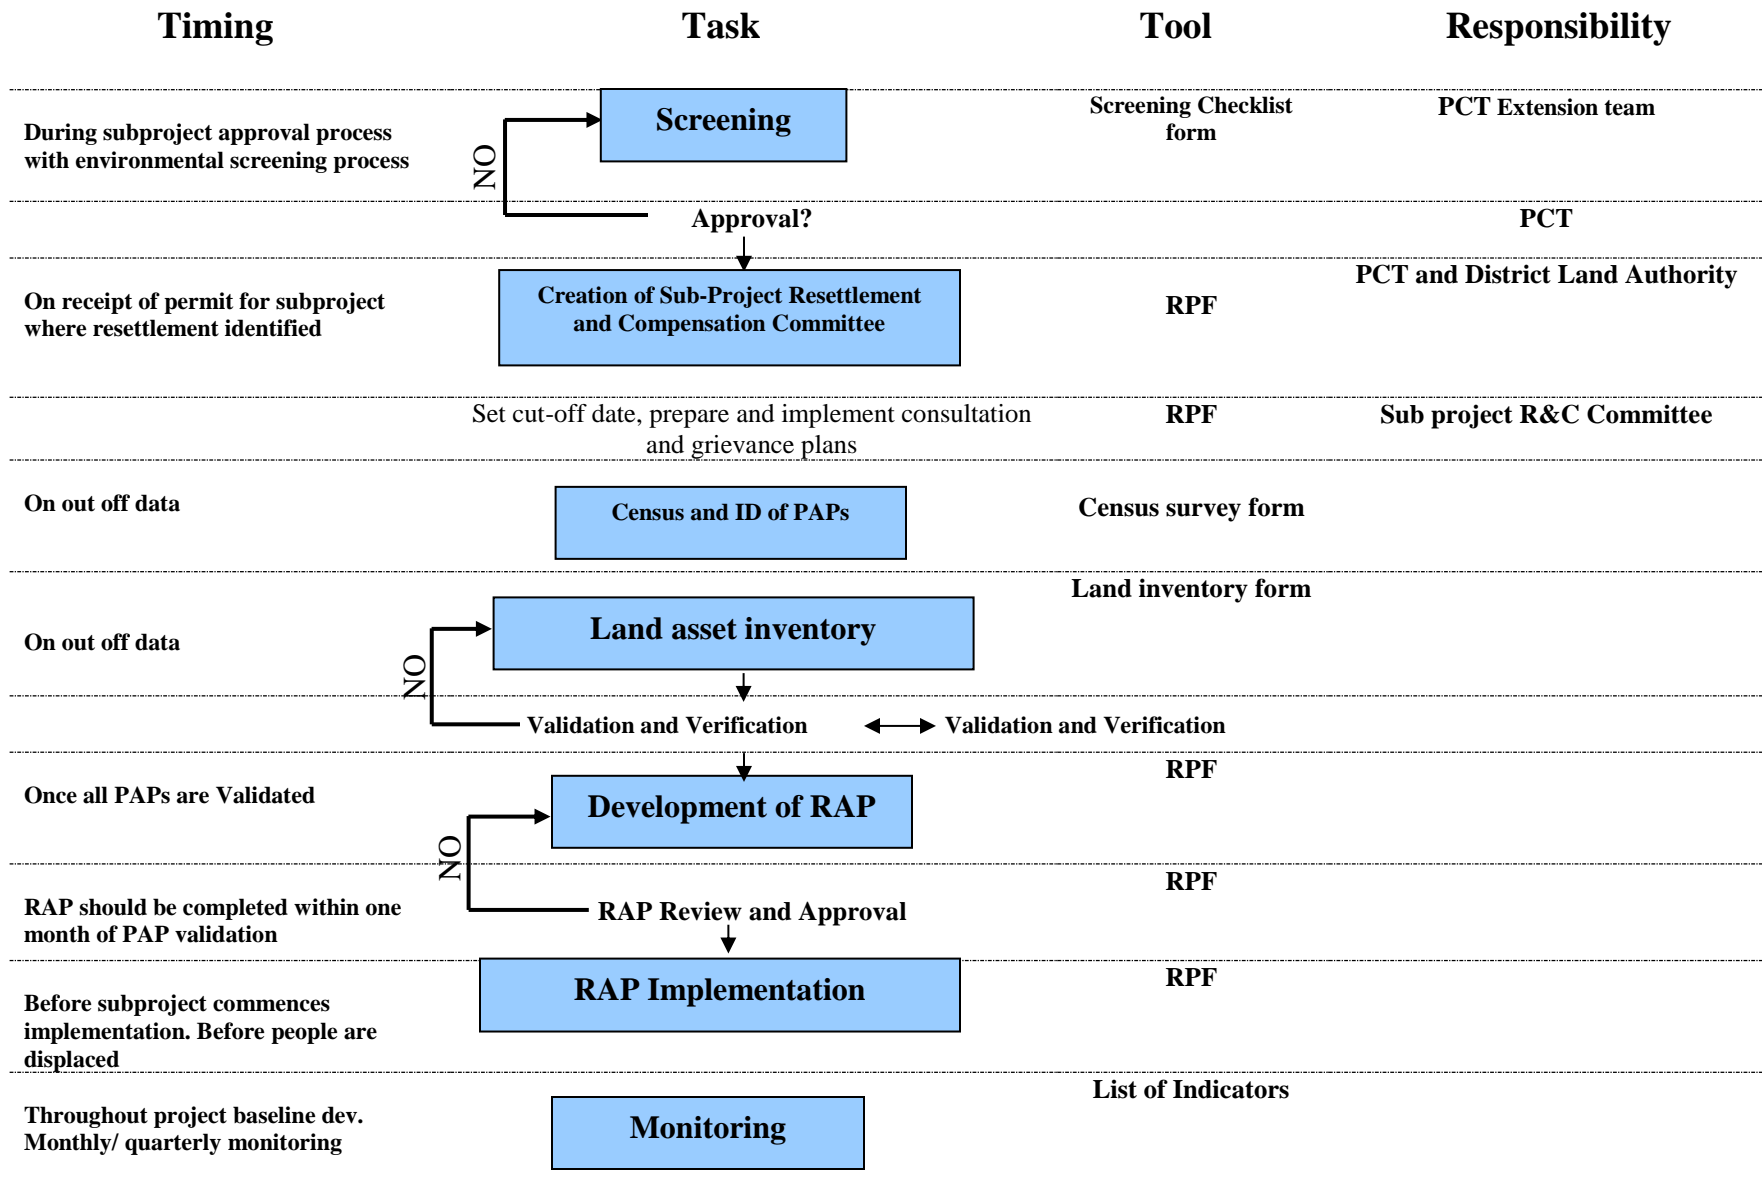 Timing Task Tool Responsibility
During subproject approval process
with environmental screening process
NO
Screening
Screening Checklist
form
PCT Extension team
Approval?
PCT
On receipt of permit for subproject
where resettlement identified
Creation of Sub-Project Resettlement
and Compensation Committee
RPF
PCT and District Land Authority
Set cut-off date, prepare and implement consultation
and grievance plans
RPF
Sub project R&C Committee
On out off data
Census and ID of PAPs
Census survey form
On out off data
NO
Land asset inventory
Land inventory form
Validation and Verification
Validation and Verification
Once all PAPs are Validated
NO
Development of RAP
RPF
RAP should be completed within one
month of PAP validation
RAP Review and Approval
RPF
Before subproject commences
implementation. Before people are
displaced
RAP Implementation
RPF
Throughout project baseline dev.
Monthly/ quarterly monitoring
Monitoring
List of Indicators